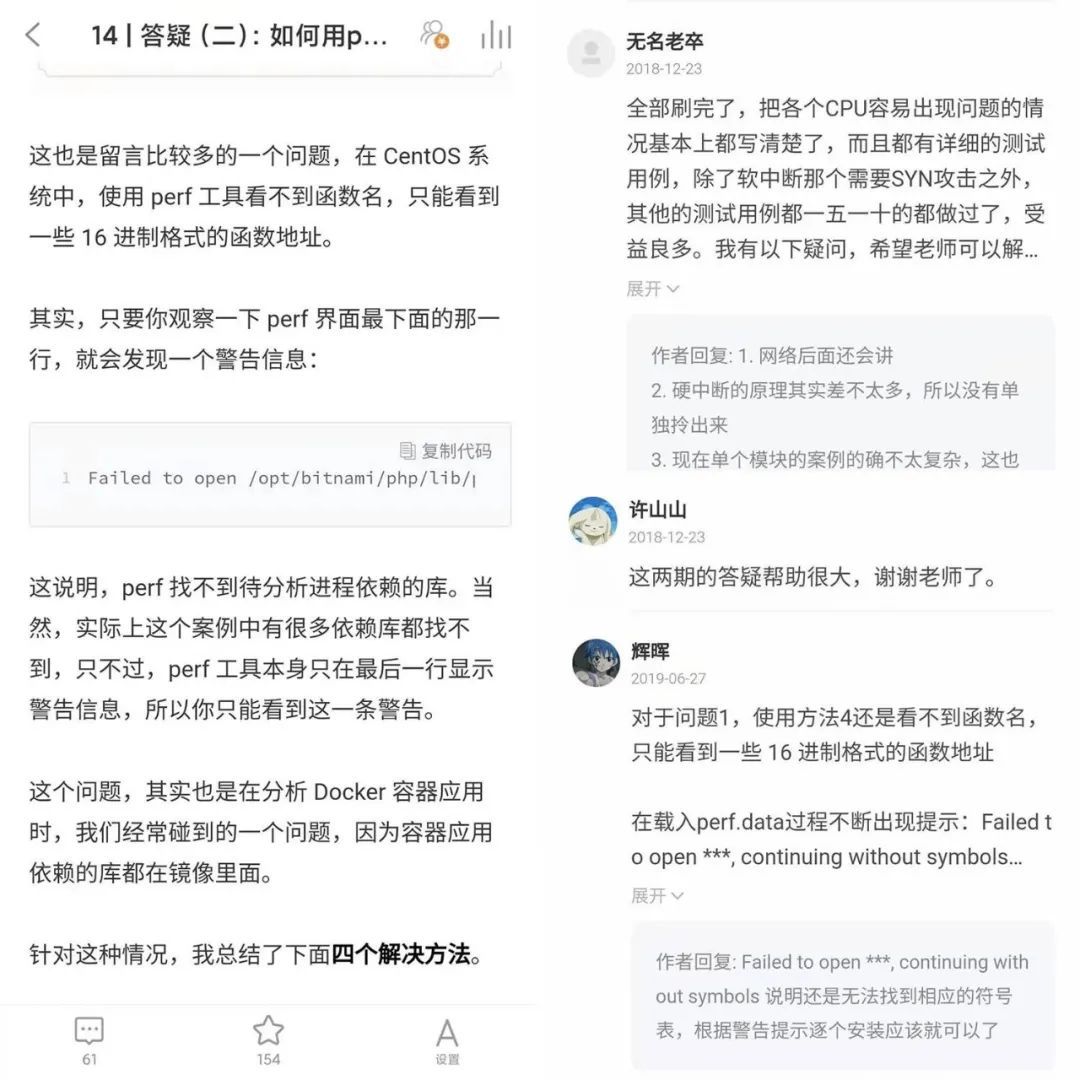 14 | 答疑（二）：如何用p...
这也是留言比较多的一个问题，在 CentOS 系
统中，使用 perf 工具看不到函数名，只能看到
一些 16 进制格式的函数地址。
其实，只要你观察一下 perf 界面最下面的那一
行，就会发现一个警告信息：
复制代码
1 Failed to open /opt/bitnami/php/lib/
这说明，perf 找不到待分析进程依赖的库。当
然，实际上这个案例中有很多依赖库都找不
到，只不过，perf 工具本身只在最后一行显示
警告信息，所以你只能看到这一条警告。
这个问题，其实也是在分析 Docker 容器应用
时，我们经常碰到的一个问题，因为容器应用
依赖的库都在镜像里面。
针对这种情况，我总结了下面四个解决方法。
61
154
设置
无名老卒
2018-12-23
全部刷完了，把各个CPU容易出现问题的情
况基本上都写清楚了，而且都有详细的测试
用例，除了软中断那个需要SYN攻击之外，
其他的测试用例都一五一十的都做过了，受
益良多。我有以下疑问，希望老师可以解...
展开
作者回复: 1. 网络后面还会讲
2. 硬中断的原理其实差不太多，所以没有单
独拎出来
3. 现在单个模块的案例的确不太复杂，这也
许山山
2018-12-23
这两期的答疑帮助很大，谢谢老师了。
辉晖
2019-06-27
对于问题1，使用方法4还是看不到函数名，
只能看到一些 16 进制格式的函数地址
在载入perf.data过程不断出现提示：Failed t
o open ***, continuing without symbols...
展开
作者回复: Failed to open ***, continuing with
out symbols 说明还是无法找到相应的符号
表，根据警告提示逐个安装应该就可以了